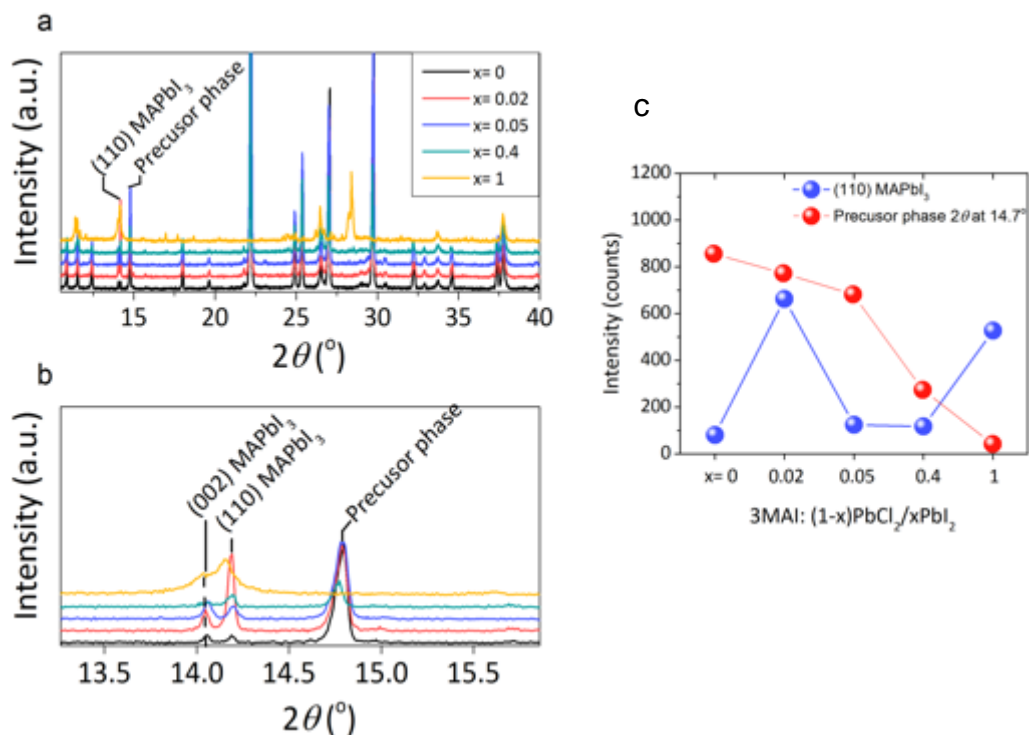 a
Intensity (a.u.)
(110) MAPbI₃
Precusor phase
x= 0
x= 0.02
x= 0.05
x= 0.4
x= 1
15 20 25 30 35 40
2θ (°)
b
Intensity (a.u.)
(002) MAPbI₃
(110) MAPbI₃
Precusor phase
13.5 14.0 14.5 15.0 15.5
2θ (°)
c
Intensity (counts)
1200
1000
800
600
400
200
0
(110) MAPbI₃
Precusor phase 2θ at 14.7°
x= 0 0.02 0.05 0.4 1
3MAI: (1-x)PbCl₂/xPbI₂